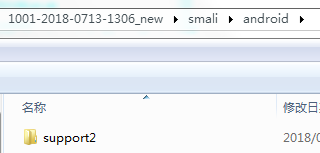 1001-2018-0713-1306_new ▸ smali ▸ android ▸
名称 修改日
support2 2018/0